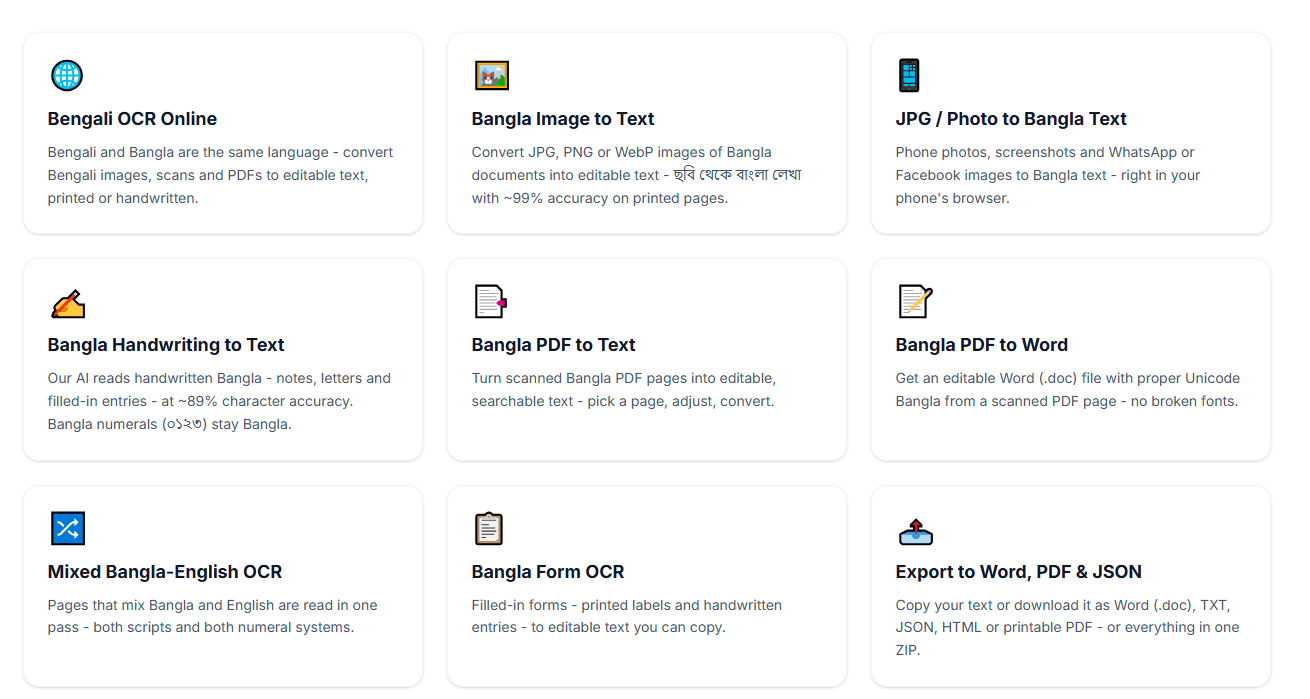 Bengali OCR Online
Bengali and Bangla are the same language - convert
Bengali images, scans and PDFs to editable text,
printed or handwritten.
Bangla Image to Text
Convert JPG, PNG or WebP images of Bangla
documents into editable text - ছবি থেকে বাংলা লেখা
with ~99% accuracy on printed pages.
JPG / Photo to Bangla Text
Phone photos, screenshots and WhatsApp or
Facebook images to Bangla text - right in your
phone's browser.
Bangla Handwriting to Text
Our AI reads handwritten Bangla - notes, letters and
filled-in entries - at ~89% character accuracy.
Bangla numerals (০১২৩) stay Bangla.
Bangla PDF to Text
Turn scanned Bangla PDF pages into editable,
searchable text - pick a page, adjust, convert.
Bangla PDF to Word
Get an editable Word (.doc) file with proper Unicode
Bangla from a scanned PDF page - no broken fonts.
Mixed Bangla-English OCR
Pages that mix Bangla and English are read in one
pass - both scripts and both numeral systems.
Bangla Form OCR
Filled-in forms - printed labels and handwritten
entries - to editable text you can copy.
Export to Word, PDF & JSON
Copy your text or download it as Word (.doc), TXT,
JSON, HTML or printable PDF - or everything in one
ZIP.